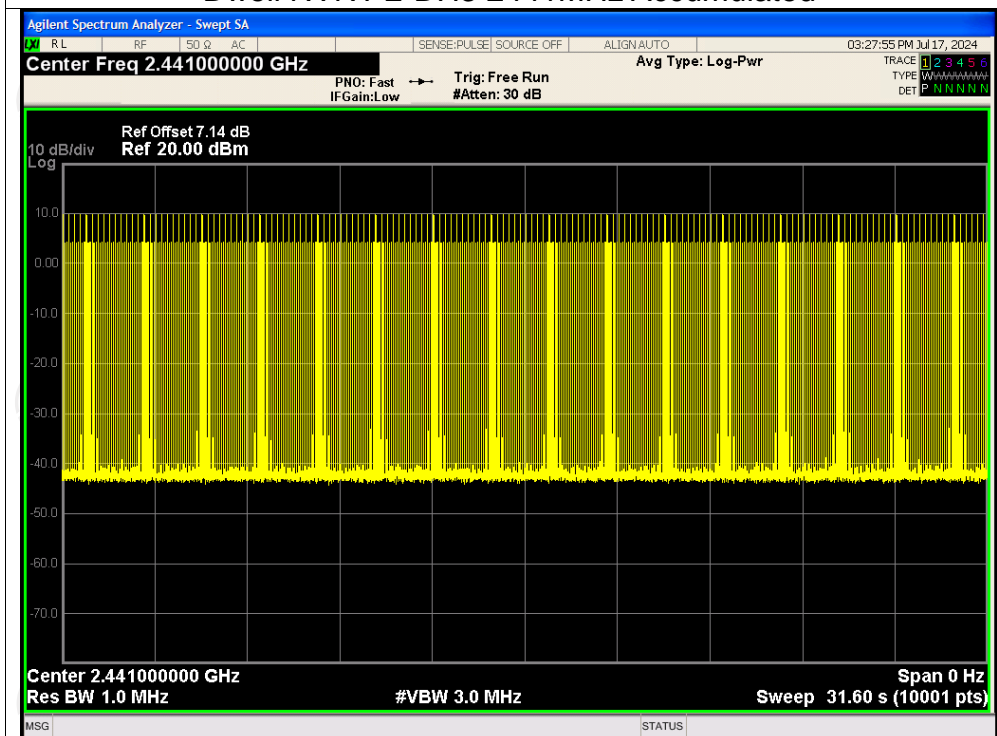 Agilent Spectrum Analyzer - Swept SA
LXI RL RF 50 Ω AC SENSE:PULSE SOURCE OFF ALIGN AUTO 03:27:55 PM Jul 17, 2024
Center Freq 2.441000000 GHz Avg Type: Log-Pwr TRACE 1 2 3 4 5 6
PNO: Fast Trig: Free Run TYPE WWWWWW
IFGain:Low #Atten: 30 dB DET P N N N N N
Ref Offset 7.14 dB
10 dB/div Ref 20.00 dBm
Log
10.0
0.00
-10.0
-20.0
-30.0
-40.0
-50.0
-60.0
-70.0
Center 2.441000000 GHz Span 0 Hz
Res BW 1.0 MHz #VBW 3.0 MHz Sweep 31.60 s (10001 pts)
MSG STATUS